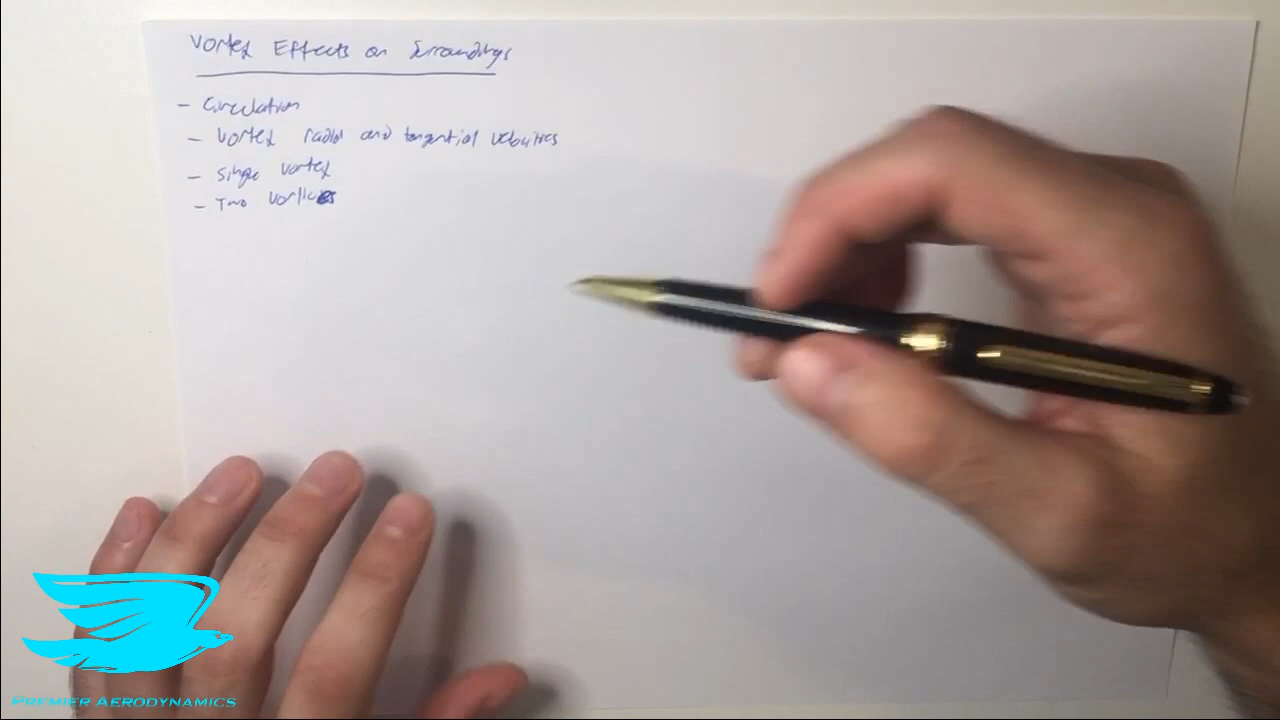 Vortex Effects on Surroundings
- Circulation
- Vortex radial and tangential velocities
- Single vortex
- Two vortices
PREMIER AERODYNAMICS